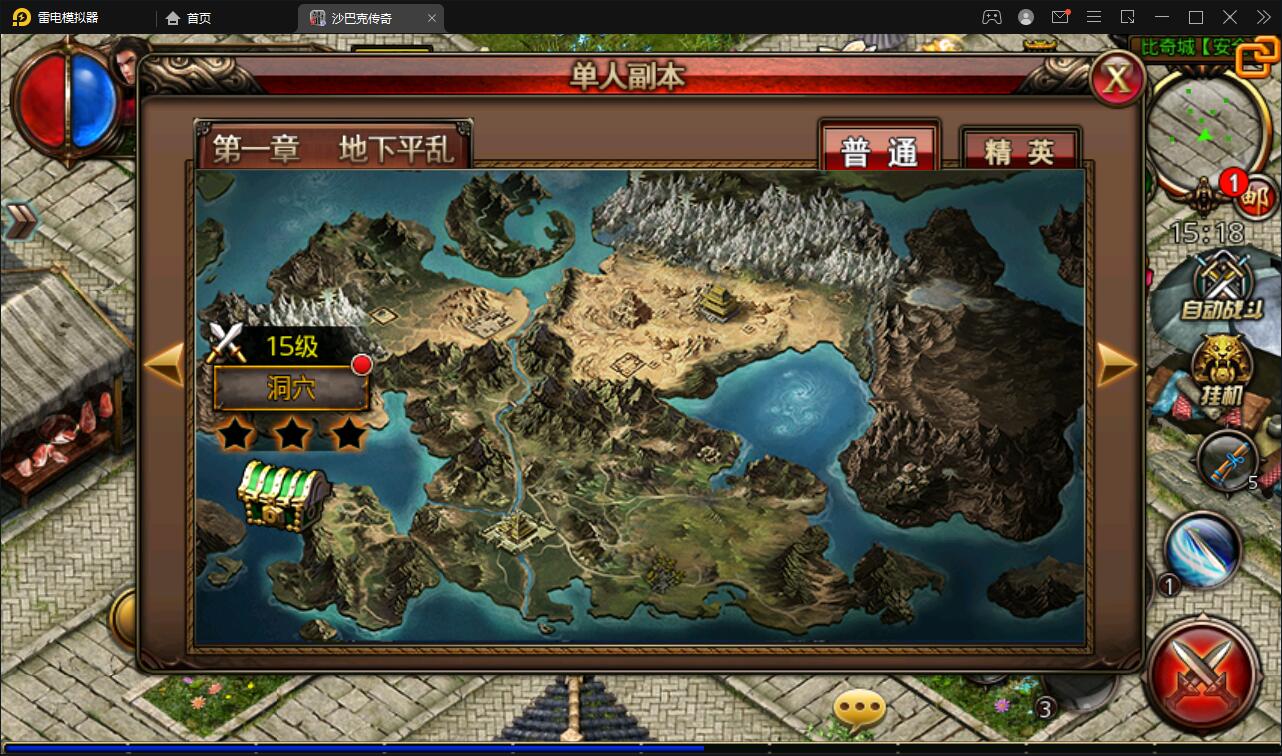 雷电模拟器
首页
沙巴克传奇
单人副本
比奇城【安全
第一章 地下平乱
普通
精英
1
邮
15:18
自动战斗
15级
洞穴
挂机
5
1
3